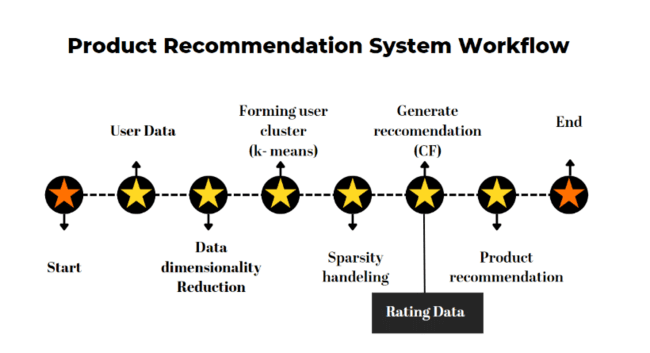 Product Recommendation System Workflow
Start
User Data
Data
dimensionality
Reduction
Forming user
cluster
(k- means)
Sparsity
handeling
Generate
reccomendation
(CF)
Rating Data
Product
recommendation
End